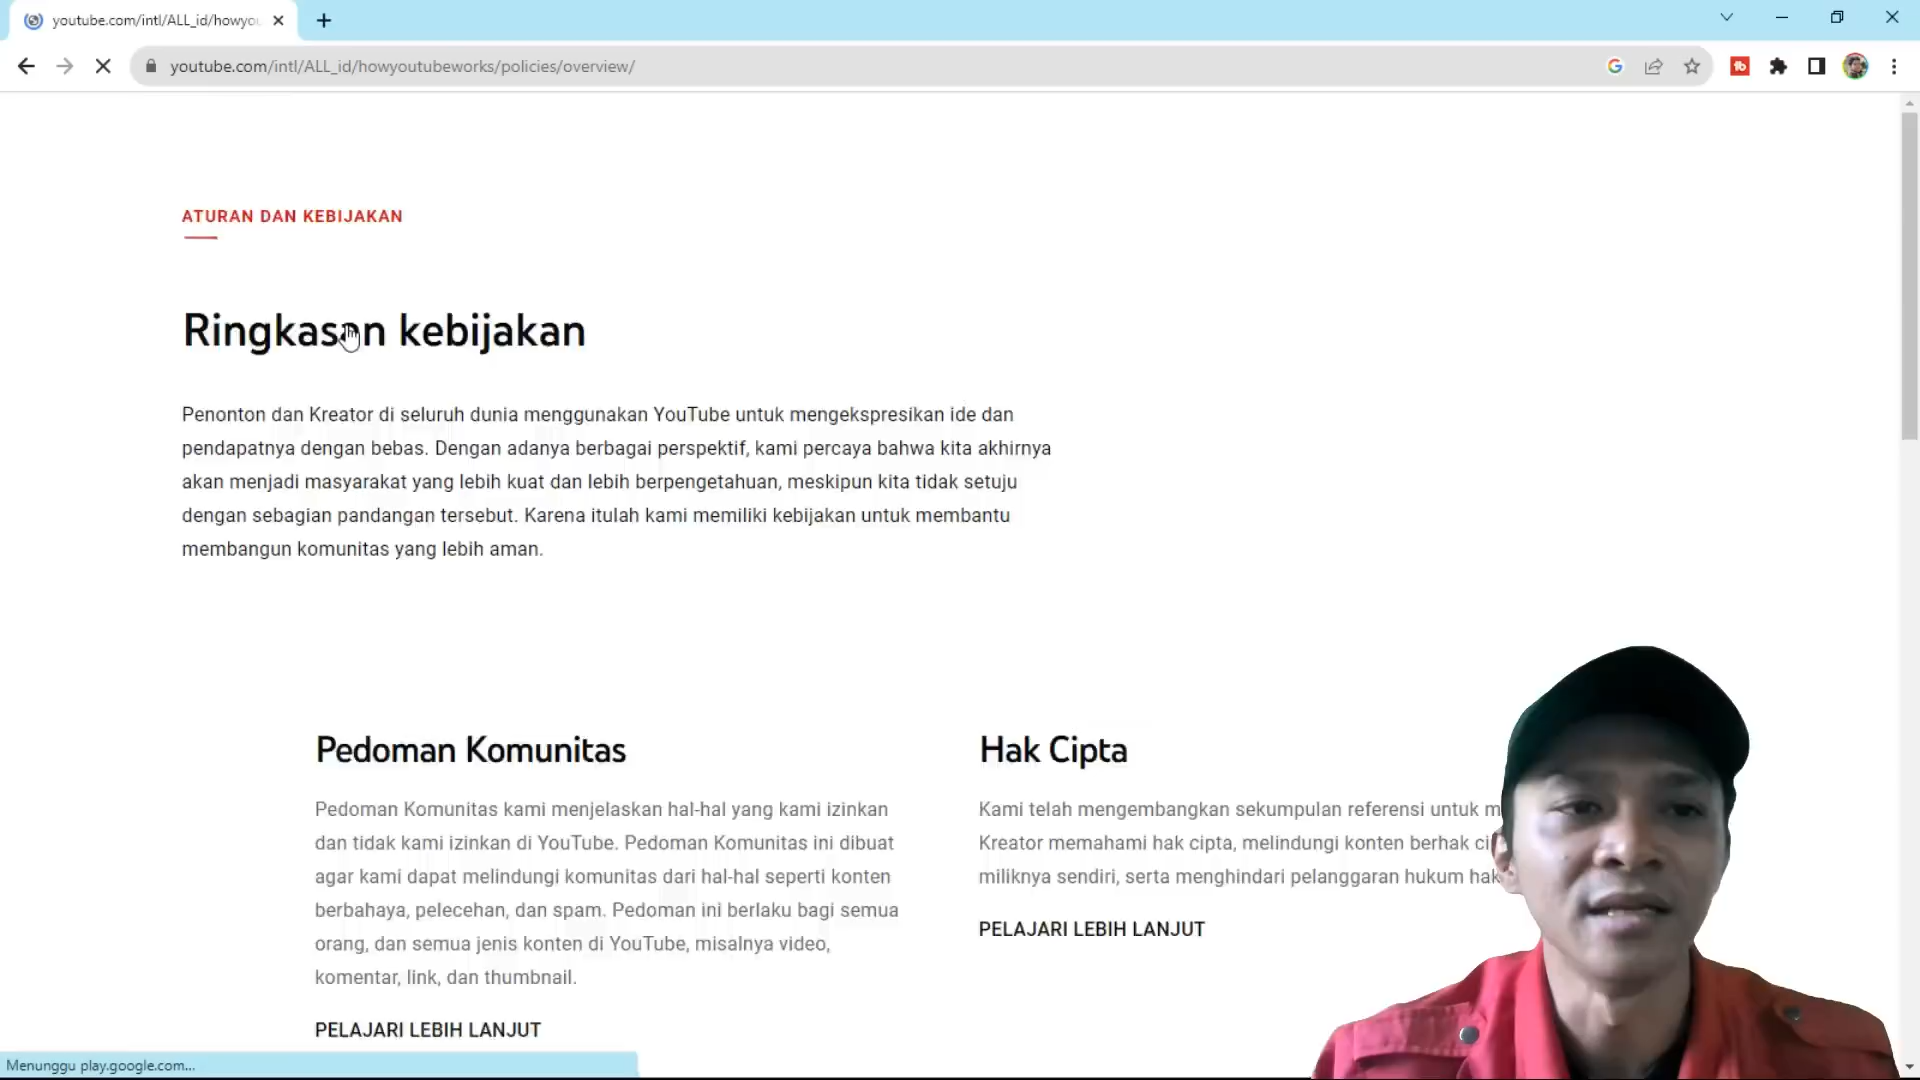 youtube.com/intl/ALL_id/howyou
youtube.com/intl/ALL_id/howyoutubeworks/policies/overview/
ATURAN DAN KEBIJAKAN
Ringkasan kebijakan
Penonton dan Kreator di seluruh dunia menggunakan YouTube untuk mengekspresikan ide dan
pendapatnya dengan bebas. Dengan adanya berbagai perspektif, kami percaya bahwa kita akhirnya
akan menjadi masyarakat yang lebih kuat dan lebih berpengetahuan, meskipun kita tidak setuju
dengan sebagian pandangan tersebut. Karena itulah kami memiliki kebijakan untuk membantu
membangun komunitas yang lebih aman.
Pedoman Komunitas
Pedoman Komunitas kami menjelaskan hal-hal yang kami izinkan
dan tidak kami izinkan di YouTube. Pedoman Komunitas ini dibuat
agar kami dapat melindungi komunitas dari hal-hal seperti konten
berbahaya, pelecehan, dan spam. Pedoman ini berlaku bagi semua
orang, dan semua jenis konten di YouTube, misalnya video,
komentar, link, dan thumbnail.
PELAJARI LEBIH LANJUT
Hak Cipta
Kami telah mengembangkan sekumpulan referensi untuk
Kreator memahami hak cipta, melindungi konten berhak
miliknya sendiri, serta menghindari pelanggaran hukum hak
PELAJARI LEBIH LANJUT
Menunggu play.google.com...